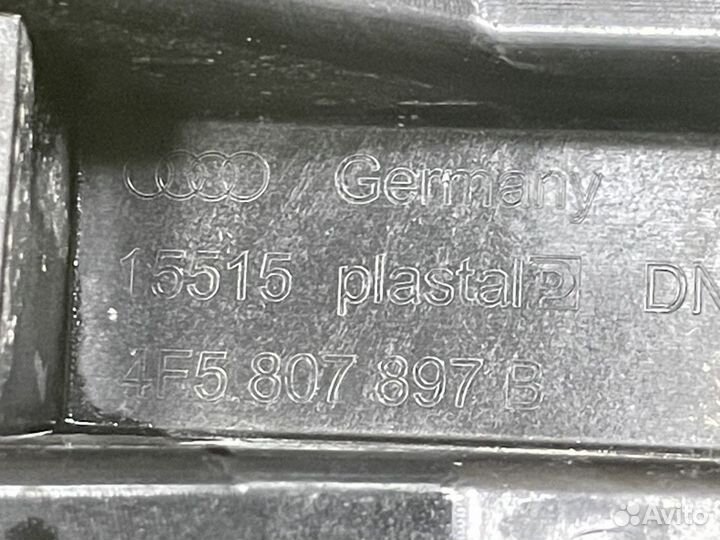 Germany
15515 plastal DN
4F5 807 897 B
Avito